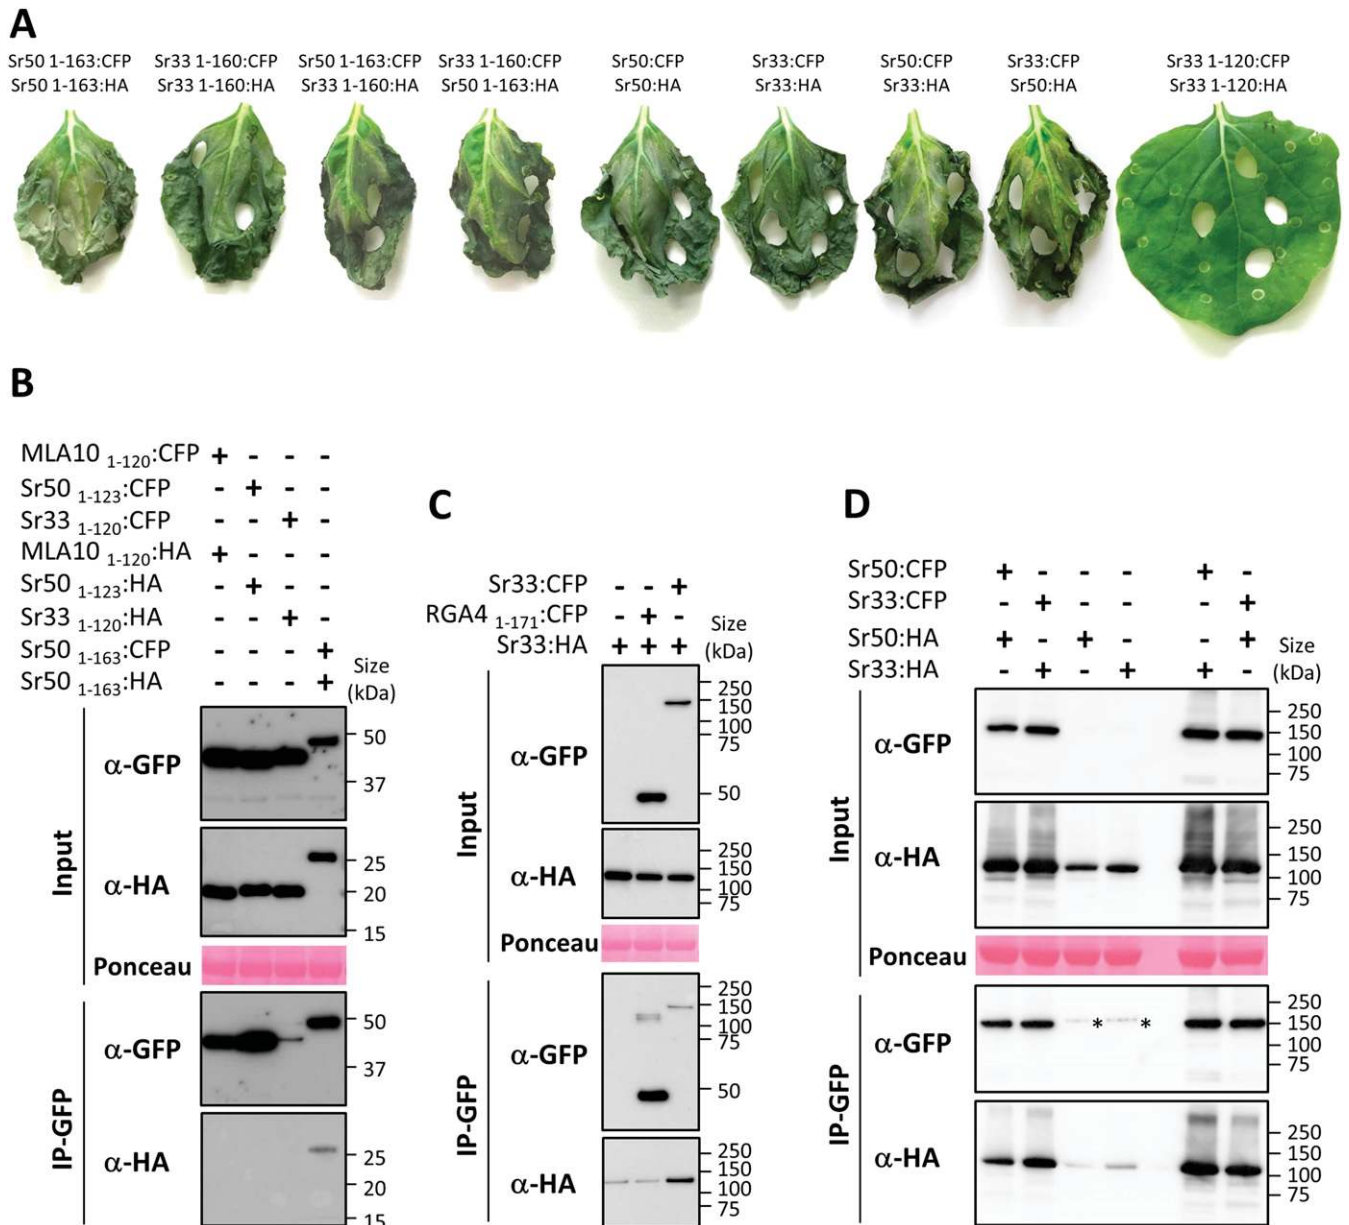 A
Sr50 1-163:CFP Sr33 1-160:CFP Sr50 1-163:CFP Sr33 1-160:CFP Sr50:CFP Sr33:CFP Sr50:CFP Sr33:CFP Sr33 1-120:CFP
Sr50 1-163:HA Sr33 1-160:HA Sr33 1-160:HA Sr50 1-163:HA Sr50:HA Sr33:HA Sr33:HA Sr50:HA Sr33 1-120:HA
B
MLA10 1-120:CFP + - - -
Sr50 1-123:CFP - + - -
Sr33 1-120:CFP - - + -
MLA10 1-120:HA + - - -
Sr50 1-123:HA - + - -
Sr33 1-120:HA - - + -
Sr50 1-163:CFP - - - +
Sr50 1-163:HA - - - +
Size
(kDa)
Input
α-GFP
50
37
α-HA
25
20
15
Ponceau
IP-GFP
α-GFP
50
37
α-HA
25
20
15
C
Sr33:CFP - - +
RGA4 1-171:CFP - + -
Sr33:HA + + +
Size
(kDa)
Input
α-GFP
250
150
100
75
50
α-HA
250
150
100
75
Ponceau
IP-GFP
α-GFP
250
150
100
75
50
α-HA
250
150
100
75
D
Sr50:CFP + - - - + -
Sr33:CFP - + - - - +
Sr50:HA + - + - - +
Sr33:HA - + - + + -
Size
(kDa)
Input
α-GFP
250
150
100
75
α-HA
250
150
100
75
Ponceau
IP-GFP
α-GFP
* *
250
150
100
75
α-HA
250
150
100
75